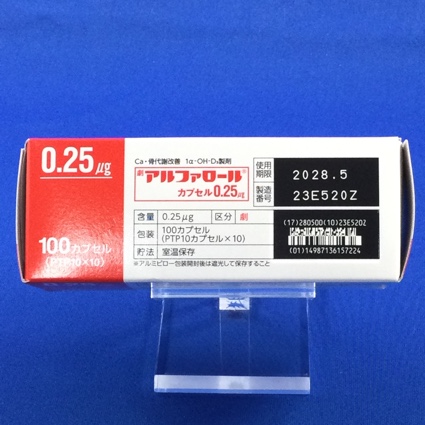 0.25μg
100カプセル
(PTP10×10)
Ca・骨代謝改善 1α-OH-D₃製剤
劇 アルファロール®
カプセル0.25μg
含量 0.25μg 区分 劇
包装 100カプセル
(PTP10カプセル×10)
貯法 室温保存
※アルミピロー包装開封後は遮光して保存すること
使用
期限 2028.5
製造
番号 23E520Z
(17)280500(10)23E520Z
(01)14987136157224